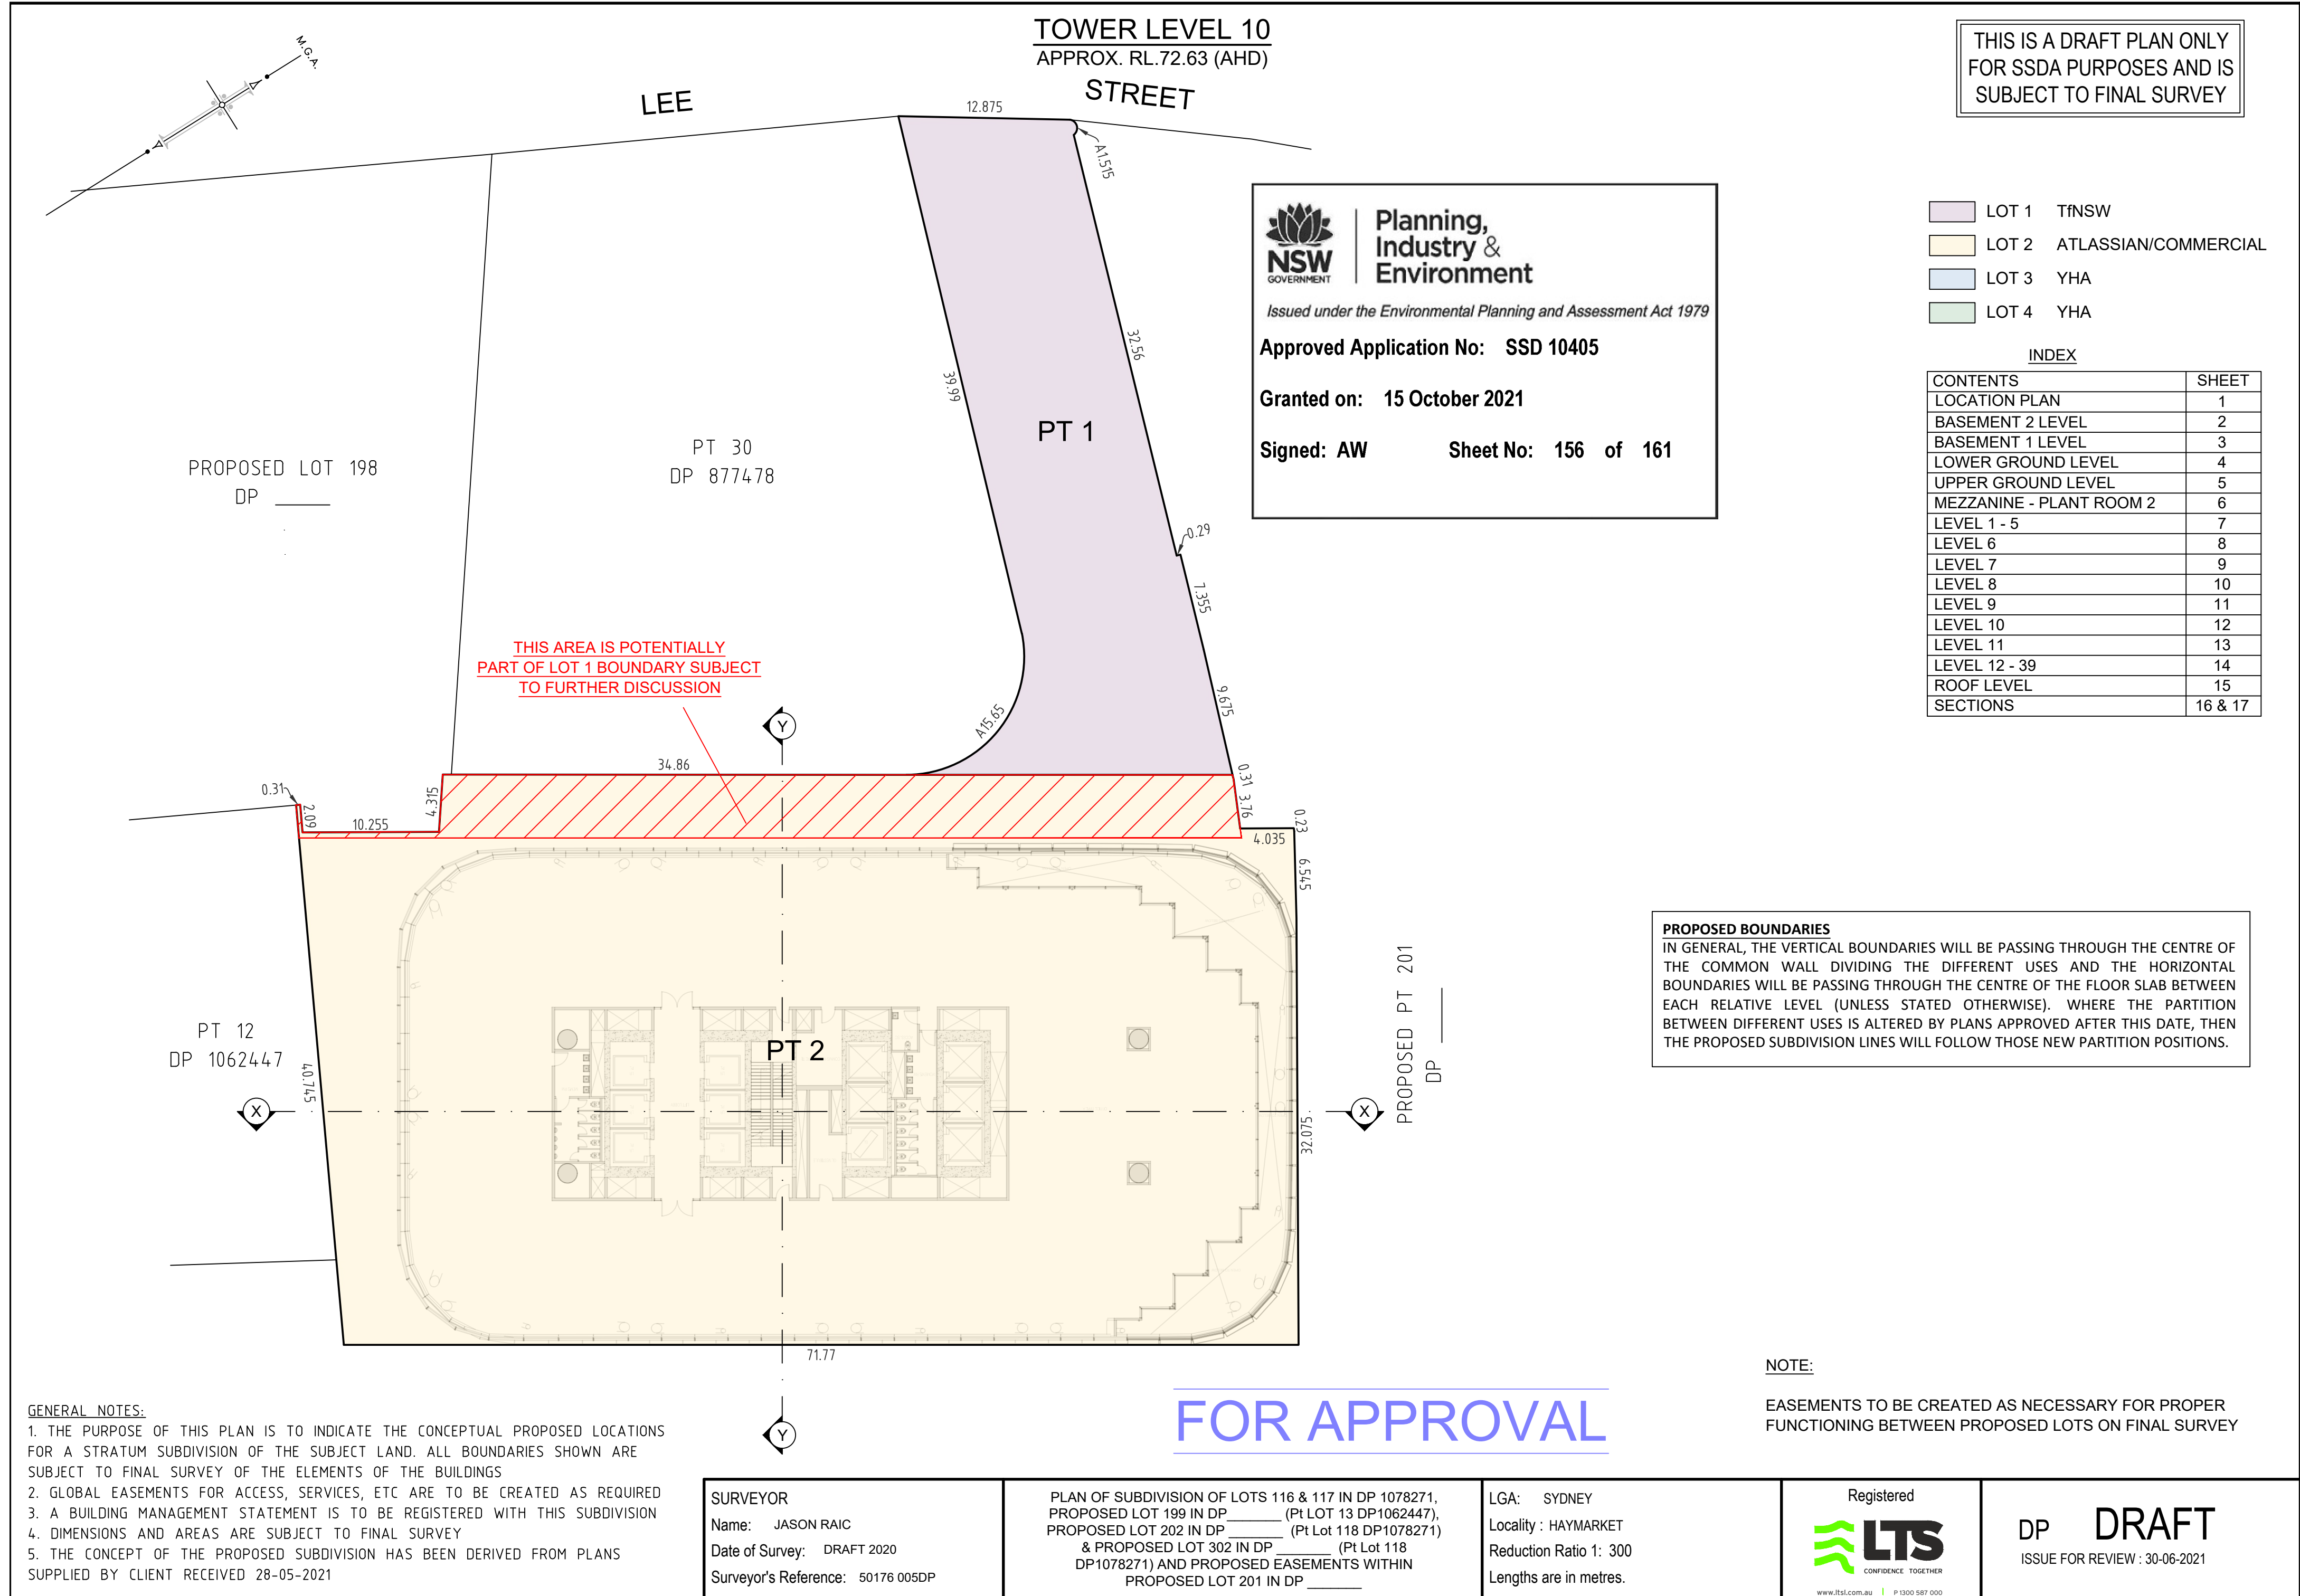 TOWER LEVEL 10
APPROX. RL.72.63 (AHD)
THIS IS A DRAFT PLAN ONLY
FOR SSDA PURPOSES AND IS
SUBJECT TO FINAL SURVEY
M.G.A.
LEE
STREET
12.875
A1.515
39.99
32.56
PT 1
0.29
7.355
9.675
A15.65
PROPOSED LOT 198
DP
PT 30
DP 877478
Planning,
Industry &
Environment
NSW
GOVERNMENT
Issued under the Environmental Planning and Assessment Act 1979
Approved Application No: SSD 10405
Granted on: 15 October 2021
Signed: AW Sheet No: 156 of 161
LOT 1 TfNSW
LOT 2 ATLASSIAN/COMMERCIAL
LOT 3 YHA
LOT 4 YHA
INDEX
CONTENTS SHEET
LOCATION PLAN 1
BASEMENT 2 LEVEL 2
BASEMENT 1 LEVEL 3
LOWER GROUND LEVEL 4
UPPER GROUND LEVEL 5
MEZZANINE - PLANT ROOM 2 6
LEVEL 1 - 5 7
LEVEL 6 8
LEVEL 7 9
LEVEL 8 10
LEVEL 9 11
LEVEL 10 12
LEVEL 11 13
LEVEL 12 - 39 14
ROOF LEVEL 15
SECTIONS 16 & 17
THIS AREA IS POTENTIALLY
PART OF LOT 1 BOUNDARY SUBJECT
TO FURTHER DISCUSSION
Y
34.86
0.31
2.09
10.255
4.315
0.31
3.76
4.035
0.23
6.545
PT 12
DP 1062447
40.745
X
PT 2
X
32.075
PROPOSED PT 201
DP
71.77
Y
PROPOSED BOUNDARIES
IN GENERAL, THE VERTICAL BOUNDARIES WILL BE PASSING THROUGH THE CENTRE OF
THE COMMON WALL DIVIDING THE DIFFERENT USES AND THE HORIZONTAL
BOUNDARIES WILL BE PASSING THROUGH THE CENTRE OF THE FLOOR SLAB BETWEEN
EACH RELATIVE LEVEL (UNLESS STATED OTHERWISE). WHERE THE PARTITION
BETWEEN DIFFERENT USES IS ALTERED BY PLANS APPROVED AFTER THIS DATE, THEN
THE PROPOSED SUBDIVISION LINES WILL FOLLOW THOSE NEW PARTITION POSITIONS.
NOTE:
EASEMENTS TO BE CREATED AS NECESSARY FOR PROPER
FUNCTIONING BETWEEN PROPOSED LOTS ON FINAL SURVEY
FOR APPROVAL
GENERAL NOTES:
1. THE PURPOSE OF THIS PLAN IS TO INDICATE THE CONCEPTUAL PROPOSED LOCATIONS
FOR A STRATUM SUBDIVISION OF THE SUBJECT LAND. ALL BOUNDARIES SHOWN ARE
SUBJECT TO FINAL SURVEY OF THE ELEMENTS OF THE BUILDINGS
2. GLOBAL EASEMENTS FOR ACCESS, SERVICES, ETC ARE TO BE CREATED AS REQUIRED
3. A BUILDING MANAGEMENT STATEMENT IS TO BE REGISTERED WITH THIS SUBDIVISION
4. DIMENSIONS AND AREAS ARE SUBJECT TO FINAL SURVEY
5. THE CONCEPT OF THE PROPOSED SUBDIVISION HAS BEEN DERIVED FROM PLANS
SUPPLIED BY CLIENT RECEIVED 28-05-2021
SURVEYOR
Name: JASON RAIC
Date of Survey: DRAFT 2020
Surveyor's Reference: 50176 005DP
PLAN OF SUBDIVISION OF LOTS 116 & 117 IN DP 1078271,
PROPOSED LOT 199 IN DP_______ (Pt LOT 13 DP1062447),
PROPOSED LOT 202 IN DP _______ (Pt Lot 118 DP1078271)
& PROPOSED LOT 302 IN DP _______ (Pt Lot 118
DP1078271) AND PROPOSED EASEMENTS WITHIN
PROPOSED LOT 201 IN DP _______
LGA: SYDNEY
Locality : HAYMARKET
Reduction Ratio 1: 300
Lengths are in metres.
Registered
LTS
CONFIDENCE TOGETHER
www.ltsl.com.au | P 1300 587 000
DP DRAFT
ISSUE FOR REVIEW : 30-06-2021